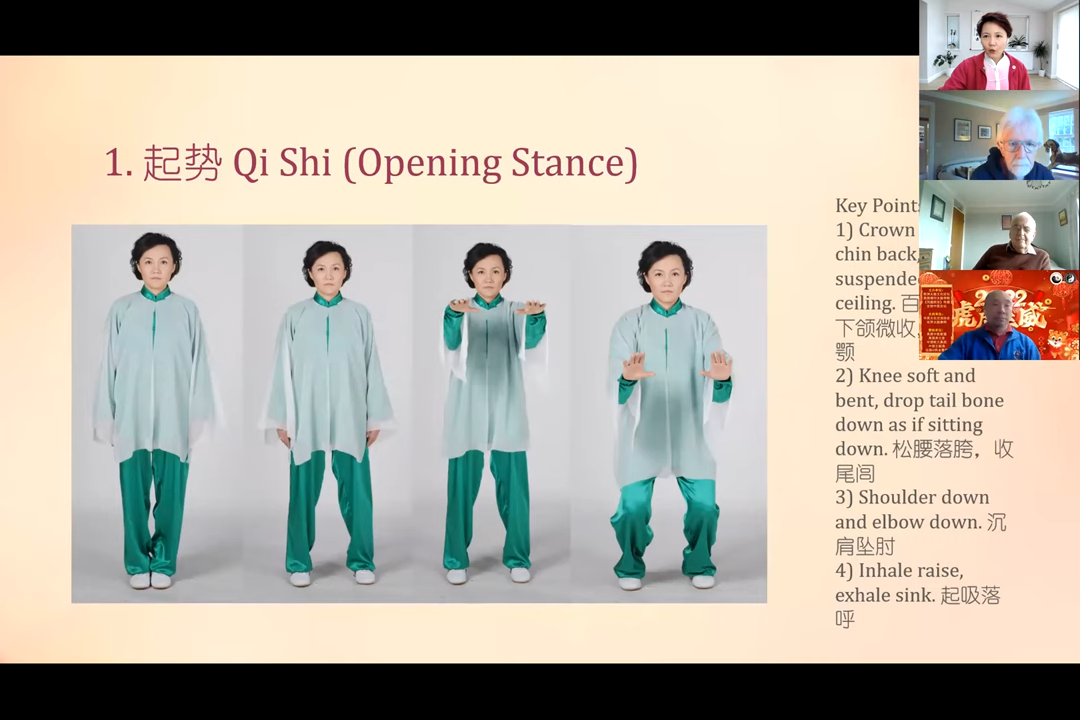 1. 起势 Qi Shi (Opening Stance)
Key Point
1) Crown
chin back,
suspende
ceiling. 百
下颌微收,
颚
2) Knee soft and
bent, drop tail bone
down as if sitting
down. 松腰落胯，收
尾闾
3) Shoulder down
and elbow down. 沉
肩坠肘
4) Inhale raise,
exhale sink. 起吸落
呼
2022